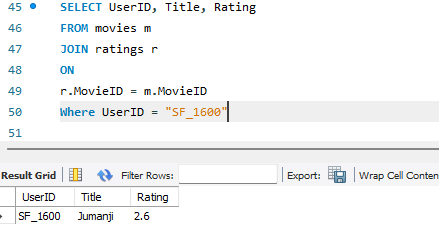 45 SELECT UserID, Title, Rating
46 FROM movies m
47 JOIN ratings r
48 ON
49 r.MovieID = m.MovieID
50 Where UserID = "SF_1600"
51
Result Grid Filter Rows: Export: Wrap Cell Conten
UserID Title Rating
SF_1600 Jumanji 2.6